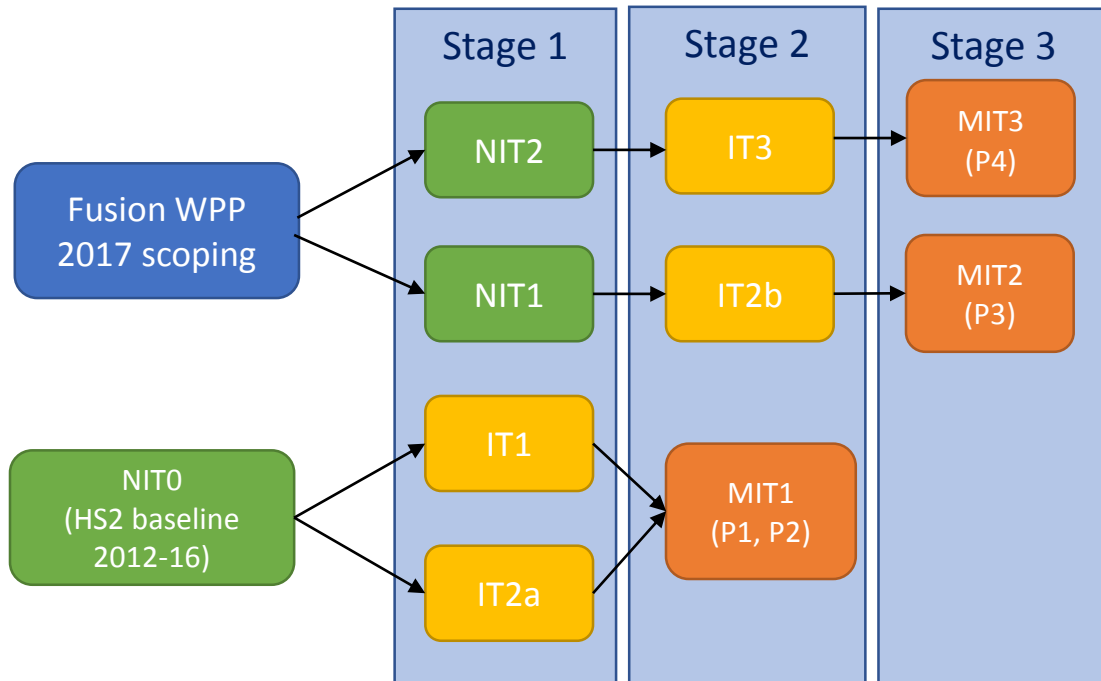 Stage 1
Stage 2
Stage 3
NIT2
IT3
MIT3
(P4)
Fusion WPP
2017 scoping
NIT1
IT2b
MIT2
(P3)
IT1
NIT0
(HS2 baseline
2012-16)
MIT1
(P1, P2)
IT2a